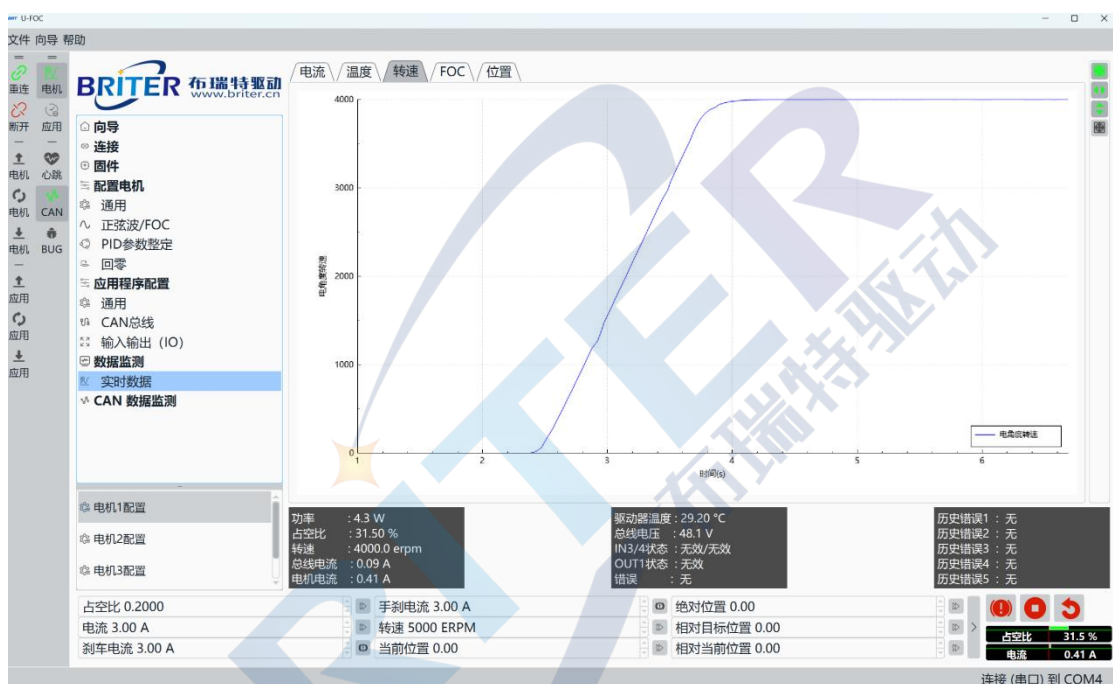 U-FOC
文件 向导 帮助
重连 电机
断开 应用
电机 心跳
电机 CAN
电机 BUG
应用
应用
应用
BRITER 布瑞特驱动
www.briter.cn
向导
连接
固件
配置电机
通用
正弦波/FOC
PID参数整定
回零
应用程序配置
通用
CAN总线
输入输出（IO）
数据监测
实时数据
CAN 数据监测
电机1配置
电机2配置
电机3配置
电流 温度 转速 FOC 位置
4000
3000
2000
1000
0
电角度转速
1 2 3 4 5 6
时间(s)
电角度转速
功率 : 4.3 W
占空比 : 31.50 %
转速 : 4000.0 erpm
总线电流 : 0.09 A
电机电流 : 0.41 A
驱动器温度 : 29.20 °C
总线电压 : 48.1 V
IN3/4状态 : 无效/无效
OUT1状态 : 无效
错误 : 无
历史错误1 : 无
历史错误2 : 无
历史错误3 : 无
历史错误4 : 无
历史错误5 : 无
占空比 0.2000 手刹电流 3.00 A 绝对位置 0.00
电流 3.00 A 转速 5000 ERPM 相对目标位置 0.00
刹车电流 3.00 A 当前位置 0.00 相对当前位置 0.00
占空比 31.5 %
电流 0.41 A
连接 (串口) 到 COM4
BRITER
布瑞特驱动